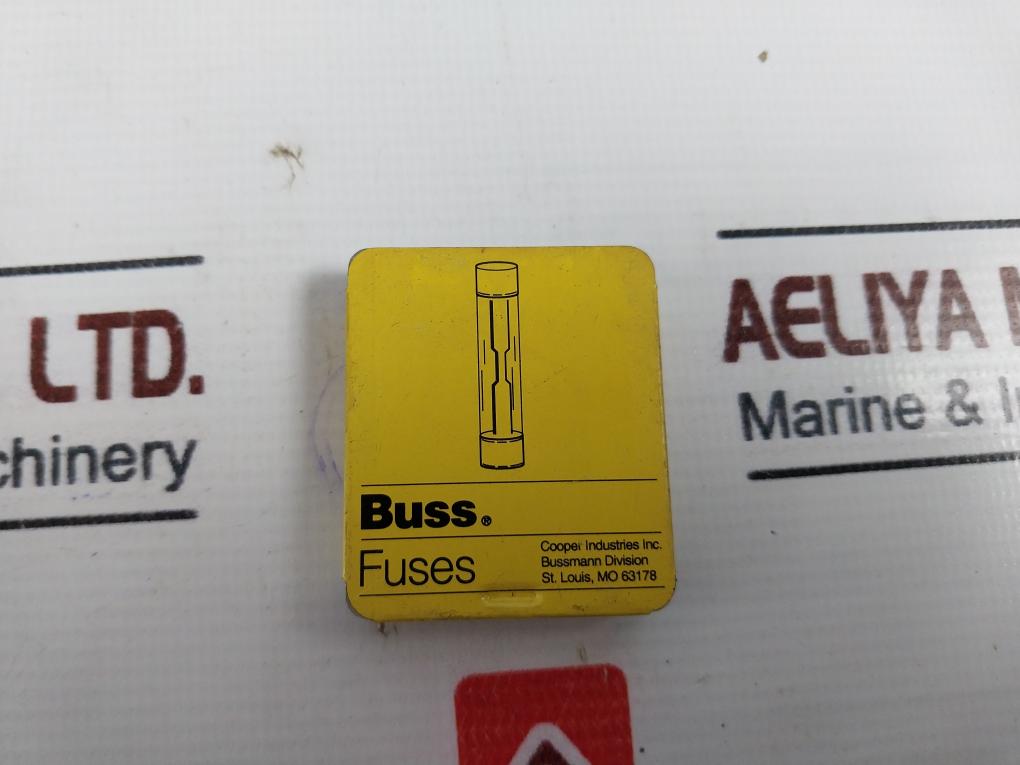 LTD.
chinery
AELIYA
Marine &
Buss.®
Fuses
Cooper Industries Inc.
Bussmann Division
St. Louis, MO 63178